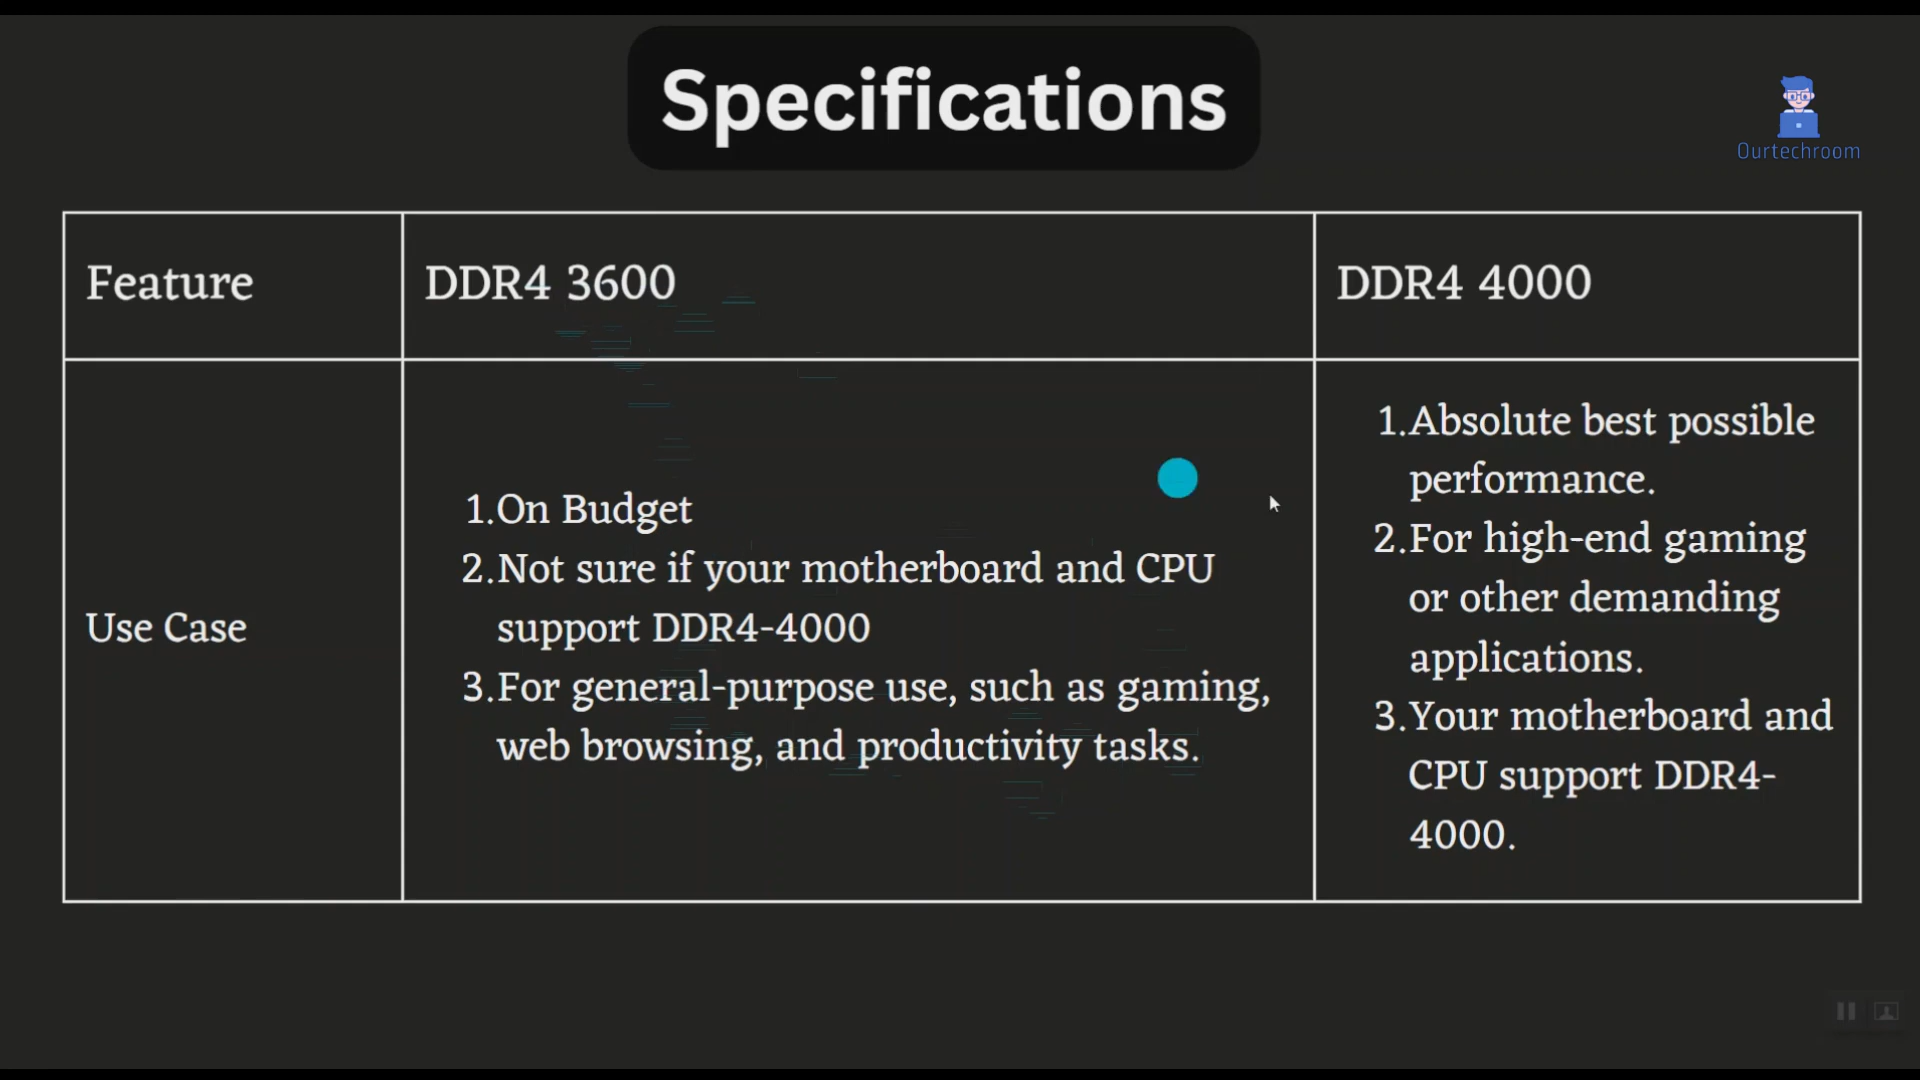 Specifications
Ourtechroom
Feature
DDR4 3600
DDR4 4000
Use Case
1.On Budget
2.Not sure if your motherboard and CPU
support DDR4-4000
3.For general-purpose use, such as gaming,
web browsing, and productivity tasks.
1.Absolute best possible
performance.
2.For high-end gaming
or other demanding
applications.
3.Your motherboard and
CPU support DDR4-
4000.